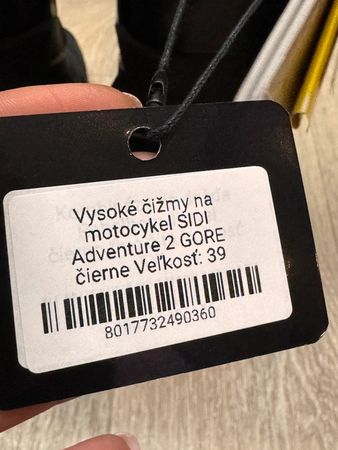 Vysoké čižmy na
motocykel SIDI
Adventure 2 GORE
čierne Veľkosť: 39
8017732490360